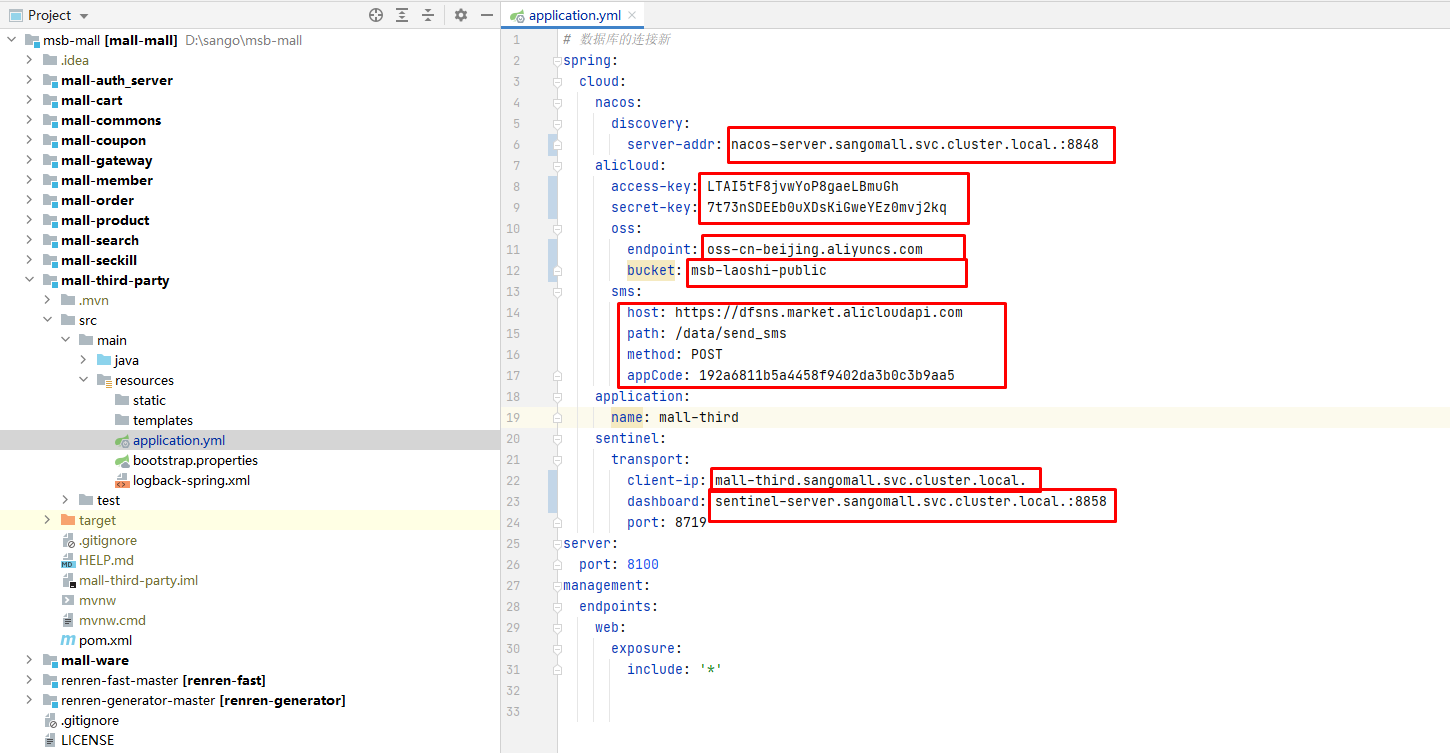 Project
msb-mall [mall-mall] D:\sango\msb-mall
.idea
mall-auth_server
mall-cart
mall-commons
mall-coupon
mall-gateway
mall-member
mall-order
mall-product
mall-search
mall-seckill
mall-third-party
.mvn
src
main
java
resources
static
templates
application.yml
bootstrap.properties
logback-spring.xml
test
target
.gitignore
HELP.md
mall-third-party.iml
mvnw
mvnw.cmd
pom.xml
mall-ware
renren-fast-master [renren-fast]
renren-generator-master [renren-generator]
.gitignore
LICENSE
application.yml
1 # 数据库的连接新
2 spring:
3 cloud:
4 nacos:
5 discovery:
6 server-addr: nacos-server.sangomall.svc.cluster.local.:8848
7 alicloud:
8 access-key: LTAI5tF8jvwYoP8gaeLBmuGh
9 secret-key: 7t73nSDEEb0uXDsKiGweYEz0mvj2kq
10 oss:
11 endpoint: oss-cn-beijing.aliyuncs.com
12 bucket: msb-laoshi-public
13 sms:
14 host: https://dfsns.market.alicloudapi.com
15 path: /data/send_sms
16 method: POST
17 appCode: 192a6811b5a4458f9402da3b0c3b9aa5
18 application:
19 name: mall-third
20 sentinel:
21 transport:
22 client-ip: mall-third.sangomall.svc.cluster.local.
23 dashboard: sentinel-server.sangomall.svc.cluster.local.:8858
24 port: 8719
25 server:
26 port: 8100
27 management:
28 endpoints:
29 web:
30 exposure:
31 include: '*'
32
33